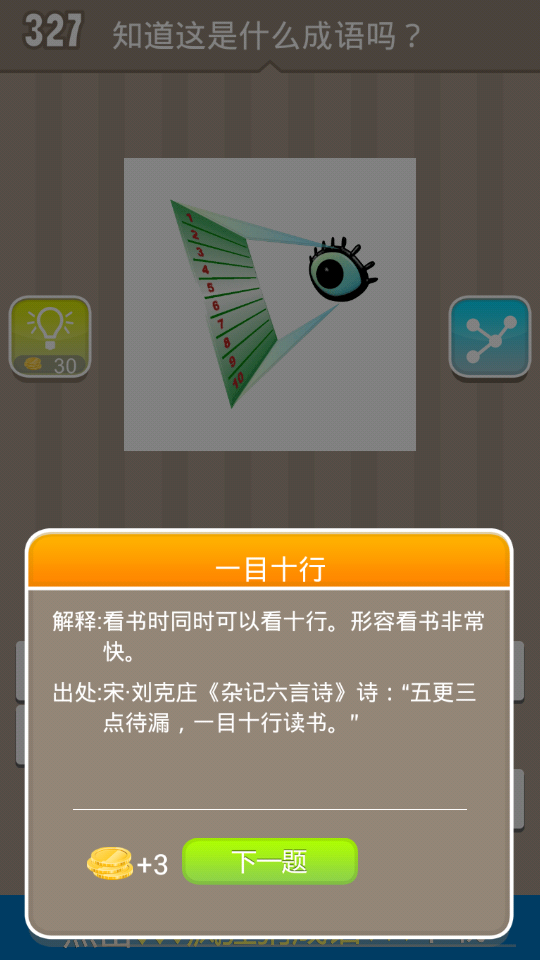 327
知道这是什么成语吗？
1
2
3
4
5
6
7
8
9
10
30
一目十行
解释:看书时同时可以看十行。形容看书非常
快。
出处:宋·刘克庄《杂记六言诗》诗：“五更三
点待漏，一目十行读书。”
+3
下一题